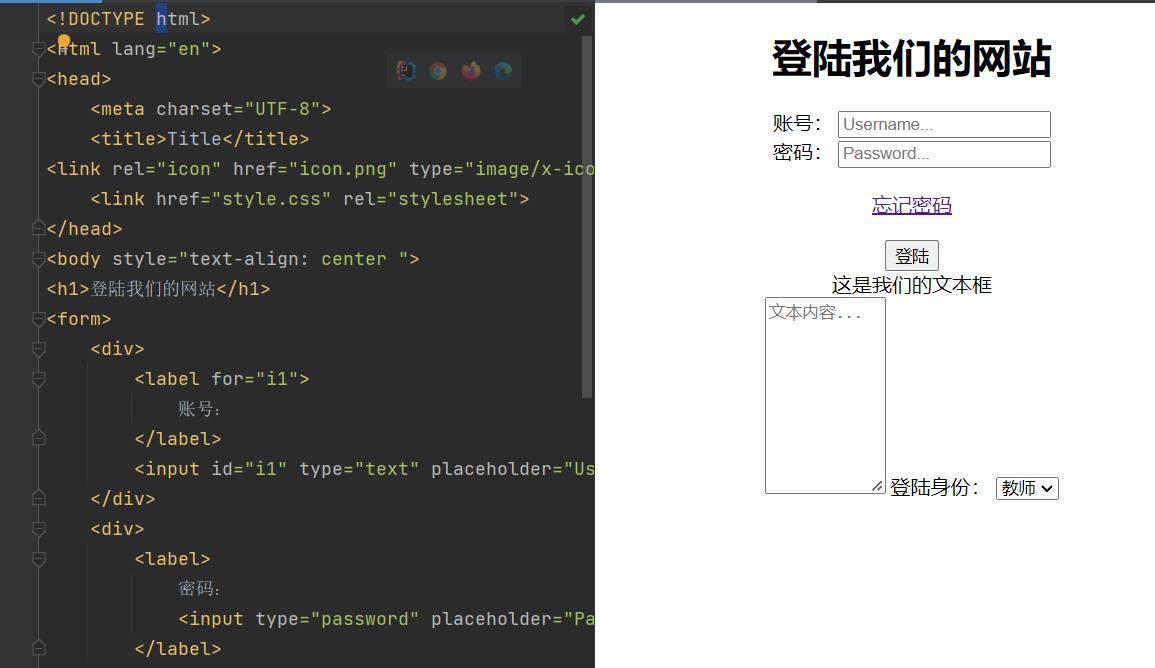 <!DOCTYPE html>
<html lang="en">
<head>
<meta charset="UTF-8">
<title>Title</title>
<link rel="icon" href="icon.png" type="image/x-ico
<link href="style.css" rel="stylesheet">
</head>
<body style="text-align: center ">
<h1>登陆我们的网站</h1>
<form>
<div>
<label for="i1">
账号：
</label>
<input id="i1" type="text" placeholder="Us
</div>
<div>
<label>
密码：
<input type="password" placeholder="Pa
</label>
登陆我们的网站
账号： Username...
密码： Password...
忘记密码
登陆
这是我们的文本框
文本内容...
登陆身份： 教师